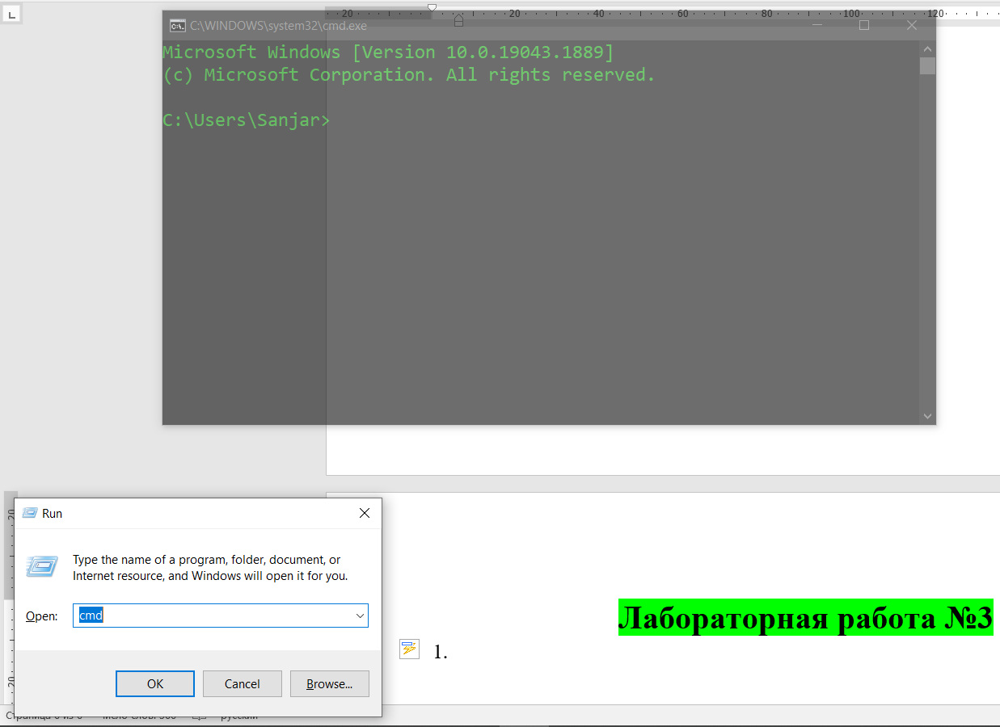 20 20 40 60 80 100 120
C:\WINDOWS\system32\cmd.exe
Microsoft Windows [Version 10.0.19043.1889]
(c) Microsoft Corporation. All rights reserved.
C:\Users\Sanjar>
20
Run
Type the name of a program, folder, document, or
Internet resource, and Windows will open it for you.
Open: cmd
OK Cancel Browse...
20
Лабораторная работа №3
1.
русский